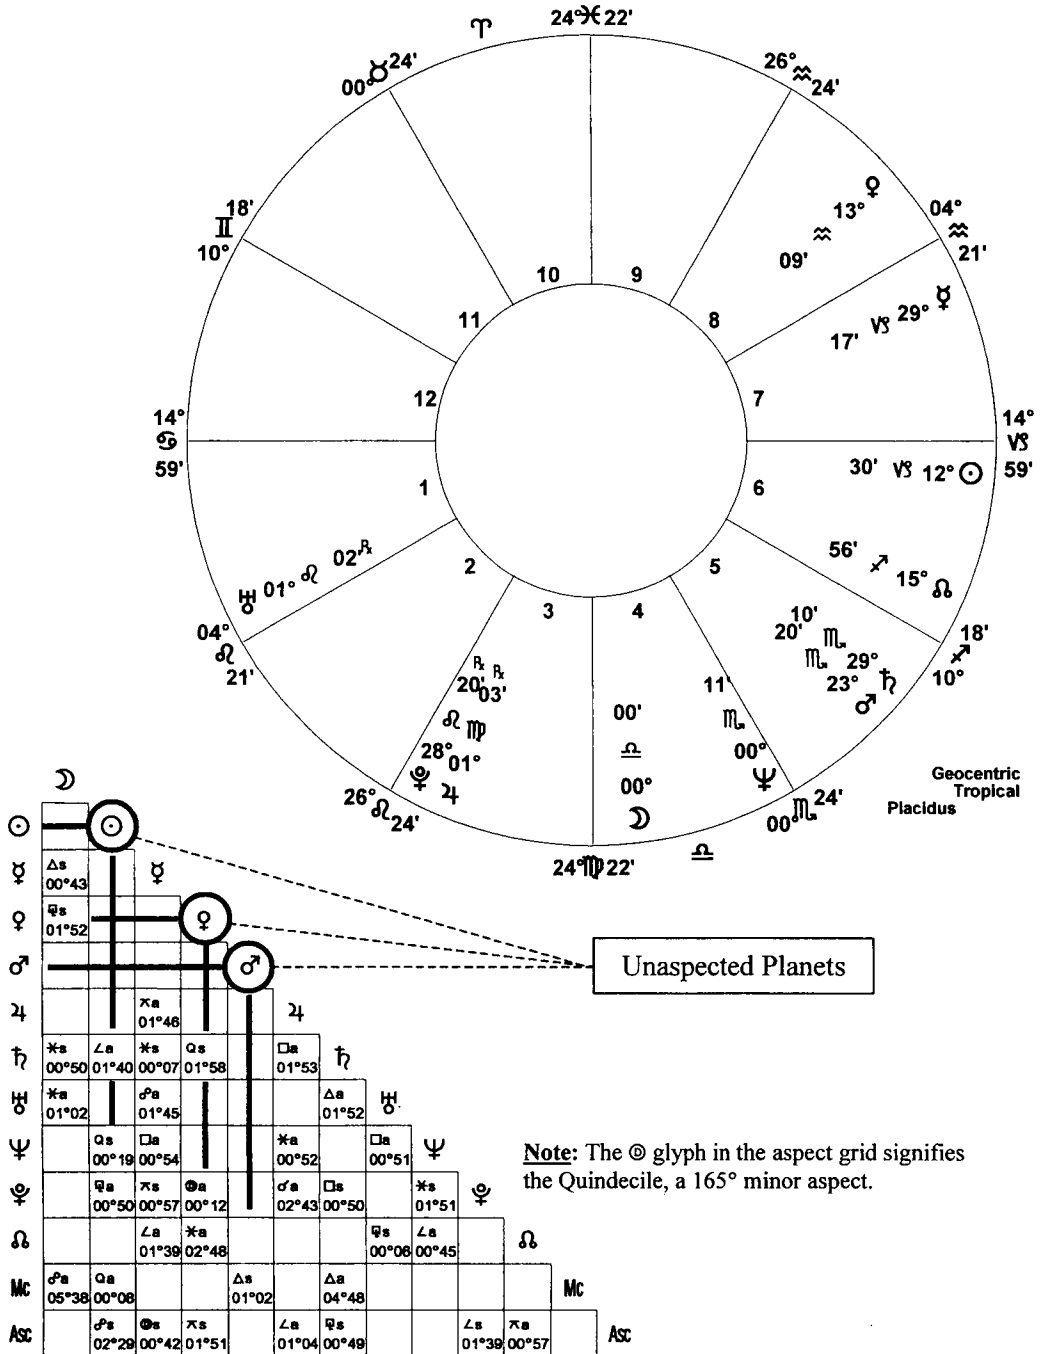 24° ♓ 22'
♈
26° ♒ 24'
00° ♉ 24'
♀
13° ♒ 09'
04° ♒ 21'
18' ♊ 10°
10 9
11 8
12 7
17' ♑ 29° ☿
14° ♋ 59'
14° ♑ 59'
30' ♑ 12° ☉
1 6
2 5
3 4
56' ♐ 15° ☊
♅ 01° ♌ 02' ℞
10' ♏ 29° ♄
20' ♏ 23° ♂
18' ♐ 10°
04° ♌ 21'
℞ 20' ♌ 28° ♇
℞ 03' ♍ 01° ♃
00' ♎ 00° ☽
11' ♏ 00° ♆
26° ♌ 24'
00° ♏ 24'
24° ♍ 22'
♎
Geocentric
Tropical
Placidus
☽
☉ ☉
☿ △s ☿
00°43
♀ ⚼s ♀
01°52
♂ ♂
Unaspected Planets
♃ ⚻a ♃
01°46
♄ ⚹s ∠a ⚹s Qs □a ♄
00°50 01°40 00°07 01°58 01°53
♅ ⚹a ☍a △a ♅
01°02 01°45 01°52
♆ Qs □a ⚹a □a ♆
00°19 00°54 00°52 00°51
♇ ⚼a ⚻s ⊚a ☌a □s ⚹s ♇
00°50 00°57 00°12 02°43 00°50 01°51
☊ ∠a ⚹a ⚼s ∠a ☊
01°39 02°48 00°06 00°45
Mc ☍a Qa △s △a Mc
05°38 00°08 01°02 04°48
Asc ☍s ⊚s ⚻s ∠a ⚼s ∠s ⚻a Asc
02°29 00°42 01°51 01°04 00°49 01°39 00°57
Note: The ⊚ glyph in the aspect grid signifies
the Quindecile, a 165° minor aspect.